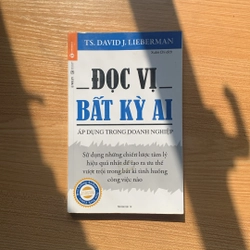 TS. DAVID J. LIEBERMAN
ĐỌC VỊ
BẤT KỲ AI
ÁP DỤNG TRONG DOANH NGHIỆP
Sử dụng những chiến lược tâm lý
hiệu quả nhất để tạo ra ưu thế
vượt trội trong bất kì tình huống
công việc nào